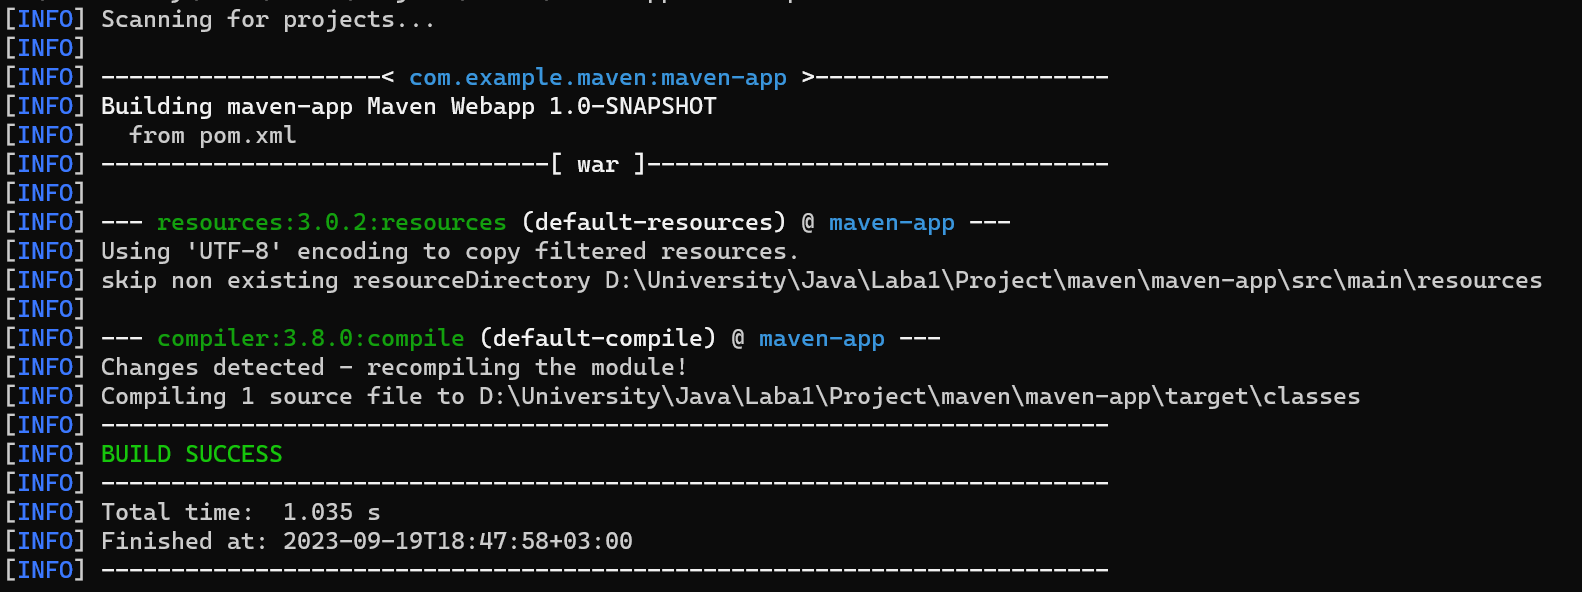 [INFO] Scanning for projects...
[INFO]
[INFO] --------------------< com.example.maven:maven-app >---------------------
[INFO] Building maven-app Maven Webapp 1.0-SNAPSHOT
[INFO]   from pom.xml
[INFO] --------------------------------[ war ]---------------------------------
[INFO]
[INFO] --- resources:3.0.2:resources (default-resources) @ maven-app ---
[INFO] Using 'UTF-8' encoding to copy filtered resources.
[INFO] skip non existing resourceDirectory D:\University\Java\Laba1\Project\maven\maven-app\src\main\resources
[INFO]
[INFO] --- compiler:3.8.0:compile (default-compile) @ maven-app ---
[INFO] Changes detected - recompiling the module!
[INFO] Compiling 1 source file to D:\University\Java\Laba1\Project\maven\maven-app\target\classes
[INFO] ------------------------------------------------------------------------
[INFO] BUILD SUCCESS
[INFO] ------------------------------------------------------------------------
[INFO] Total time:  1.035 s
[INFO] Finished at: 2023-09-19T18:47:58+03:00
[INFO] ------------------------------------------------------------------------